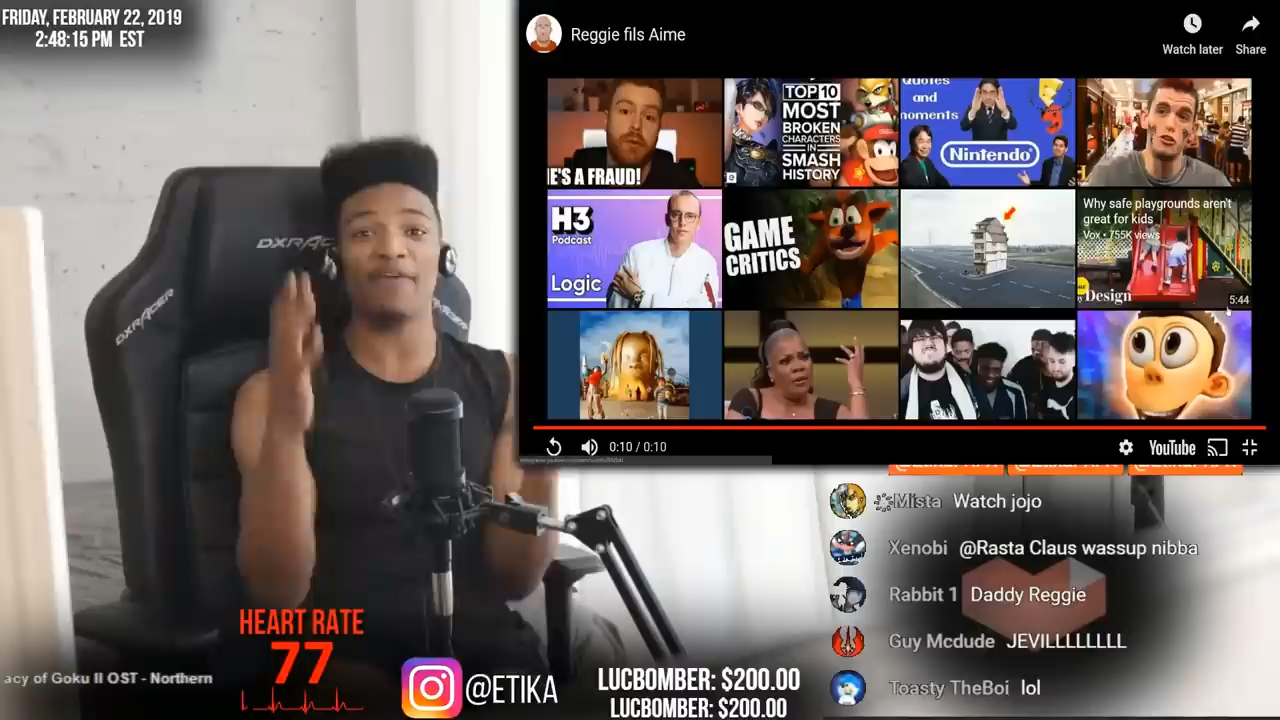 FRIDAY, FEBRUARY 22, 2019
2:48:15 PM EST
Reggie fils Aime
Watch later
Share
E'S A FRAUD!
TOP 10
MOST
BROKEN
CHARACTERS
IN
SMASH
HISTORY
Quotes
and
moments
Nintendo
H3
Podcast
Logic
GAME
CRITICS
Why safe playgrounds aren't
great for kids
Vox • 755K views
Design
5:44
0:10 / 0:10
YouTube
DXRAC
DXRACER
Mista Watch jojo
Xenobi @Rasta Claus wassup nibba
Rabbit 1 Daddy Reggie
Guy Mcdude JEVILLLLLLLL
Toasty TheBoi lol
HEART RATE
77
acy of Goku II OST - Northern
@ETIKA
LUCBOMBER: $200.00
LUCBOMBER: $200.00